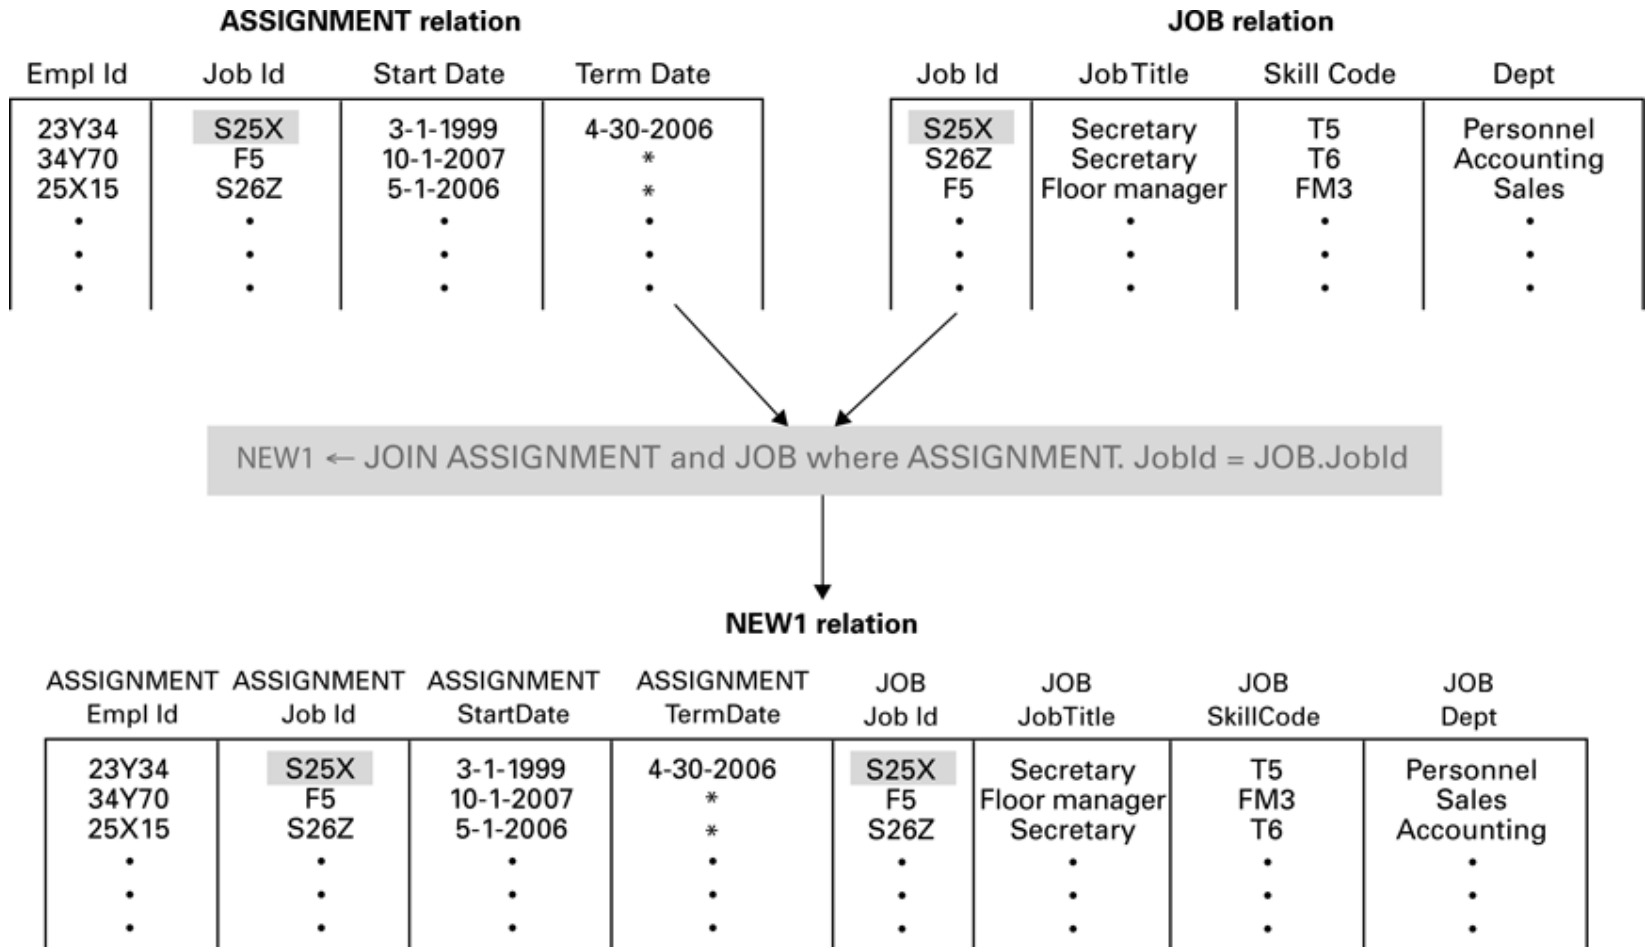 ASSIGNMENT relation
Empl Id Job Id Start Date Term Date
23Y34 S25X 3-1-1999 4-30-2006
34Y70 F5 10-1-2007 *
25X15 S26Z 5-1-2006 *
JOB relation
Job Id Job Title Skill Code Dept
S25X Secretary T5 Personnel
S26Z Secretary T6 Accounting
F5 Floor manager FM3 Sales
NEW1 ← JOIN ASSIGNMENT and JOB where ASSIGNMENT. JobId = JOB.JobId
NEW1 relation
ASSIGNMENT ASSIGNMENT ASSIGNMENT ASSIGNMENT JOB JOB JOB JOB
Empl Id Job Id StartDate TermDate Job Id JobTitle SkillCode Dept
23Y34 S25X 3-1-1999 4-30-2006 S25X Secretary T5 Personnel
34Y70 F5 10-1-2007 * F5 Floor manager FM3 Sales
25X15 S26Z 5-1-2006 * S26Z Secretary T6 Accounting